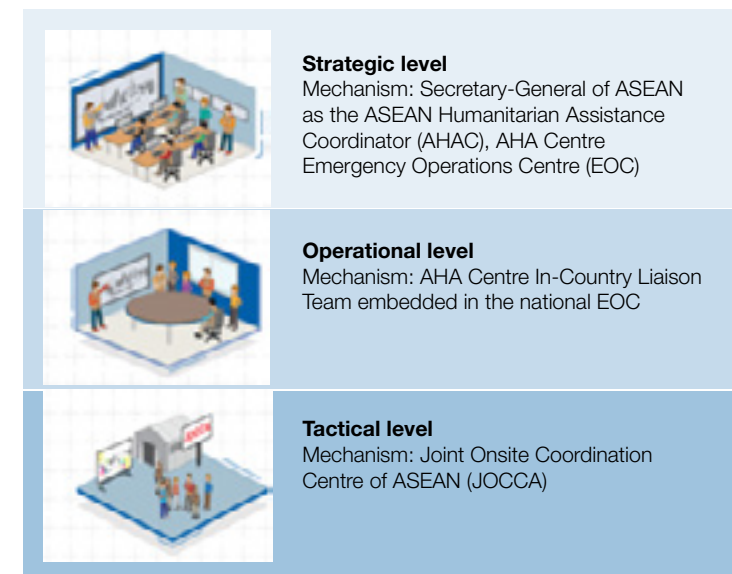 Strategic level
Mechanism: Secretary-General of ASEAN
as the ASEAN Humanitarian Assistance
Coordinator (AHAC), AHA Centre
Emergency Operations Centre (EOC)
Operational level
Mechanism: AHA Centre In-Country Liaison
Team embedded in the national EOC
Tactical level
Mechanism: Joint Onsite Coordination
Centre of ASEAN (JOCCA)